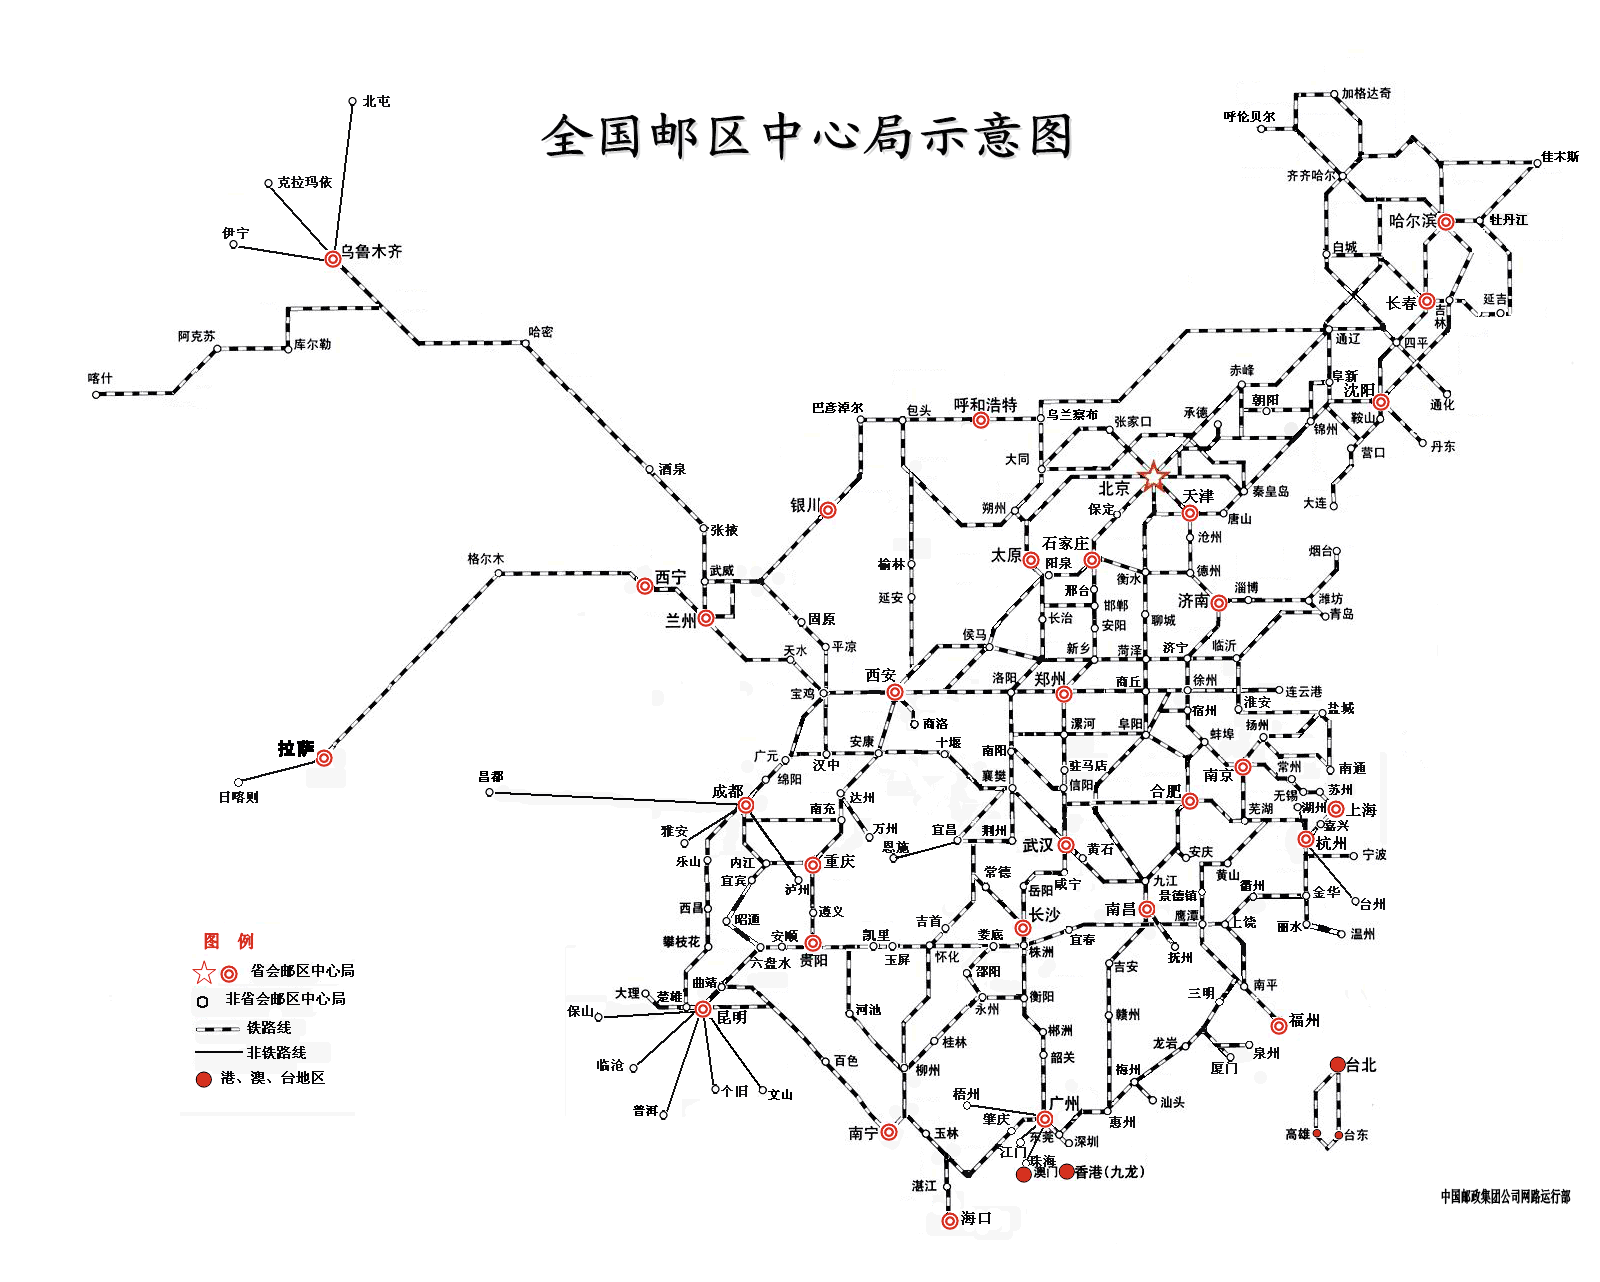 全国邮区中心局示意图
北屯
克拉玛依
伊宁
乌鲁木齐
阿克苏
库尔勒
喀什
哈密
酒泉
张掖
武威
格尔木
西宁
兰州
拉萨
日喀则
昌都
加格达奇
呼伦贝尔
齐齐哈尔
佳木斯
哈尔滨
牡丹江
白城
长春
吉林
延吉
通辽
四平
赤峰
阜新
沈阳
朝阳
通化
鞍山
锦州
丹东
营口
大连
巴彦淖尔
包头
呼和浩特
乌兰察布
张家口
承德
大同
北京
秦皇岛
天津
唐山
银川
朔州
保定
沧州
太原
石家庄
阳泉
衡水
德州
烟台
榆林
邢台
济南
淄博
潍坊
青岛
延安
邯郸
长治
安阳
聊城
固原
平凉
侯马
新乡
菏泽
济宁
临沂
天水
宝鸡
西安
洛阳
郑州
商丘
徐州
连云港
商洛
宿州
淮安
盐城
漯河
阜阳
扬州
蚌埠
广元
汉中
安康
十堰
南阳
驻马店
绵阳
襄樊
信阳
合肥
南京
常州
南通
无锡
苏州
成都
达州
南充
万州
宜昌
荆州
恩施
武汉
黄石
芜湖
湖州
上海
嘉兴
杭州
宁波
雅安
乐山
内江
重庆
宜宾
泸州
常德
岳阳
咸宁
九江
安庆
黄山
景德镇
衢州
金华
台州
西昌
昭通
遵义
吉首
长沙
南昌
鹰潭
上饶
丽水
温州
攀枝花
安顺
六盘水
贵阳
凯里
玉屏
怀化
娄底
株洲
宜春
抚州
邵阳
吉安
南平
大理
楚雄
曲靖
保山
昆明
河池
永州
衡阳
三明
福州
郴州
赣州
桂林
韶关
龙岩
泉州
厦门
临沧
百色
柳州
梅州
个旧
文山
普洱
梧州
肇庆
广州
惠州
汕头
南宁
玉林
东莞
深圳
江门
珠海
澳门
香港(九龙)
湛江
海口
台北
高雄
台东
图 例
省会邮区中心局
非省会邮区中心局
铁路线
非铁路线
港、澳、台地区
中国邮政集团公司网路运行部